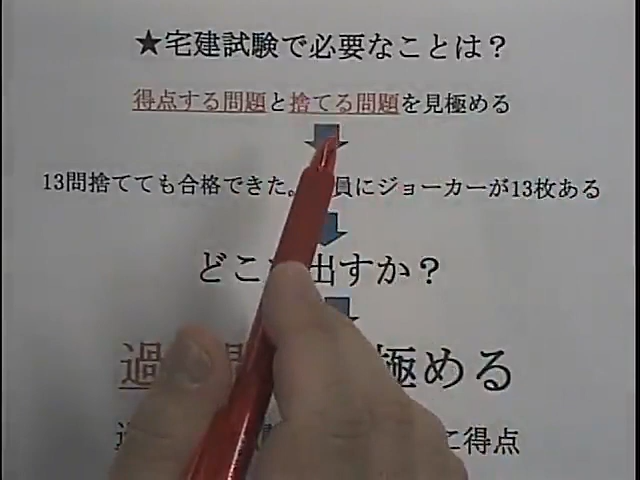 ★宅建試験で必要なことは？
得点する問題と捨てる問題を見極める
13問捨てても合格できた。 員にジョーカーが13枚ある
どこ 出すか？
過 極める
に得点